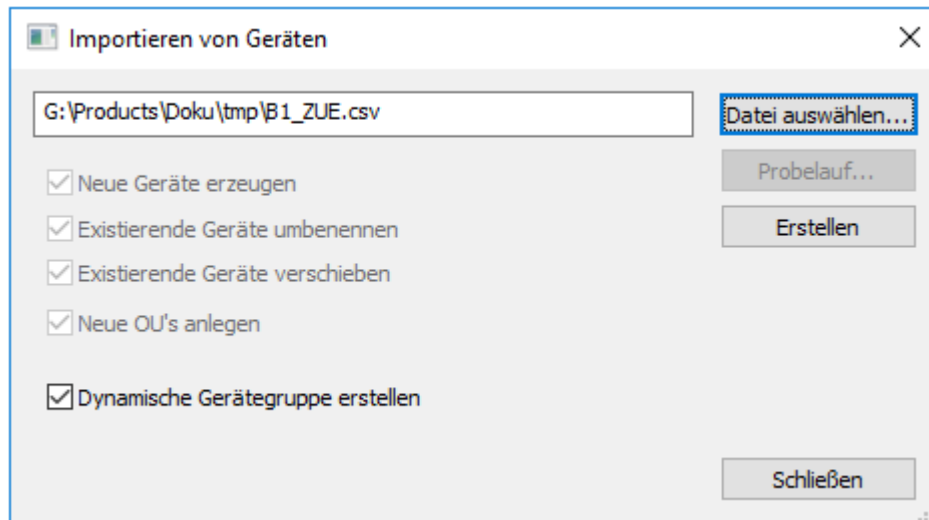 Importieren von Geräten
G:\Products\Doku\tmp\B1_ZUE.csv
Datei auswählen...
Neue Geräte erzeugen
Probelauf...
Existierende Geräte umbenennen
Erstellen
Existierende Geräte verschieben
Neue OU's anlegen
Dynamische Gerätegruppe erstellen
Schließen